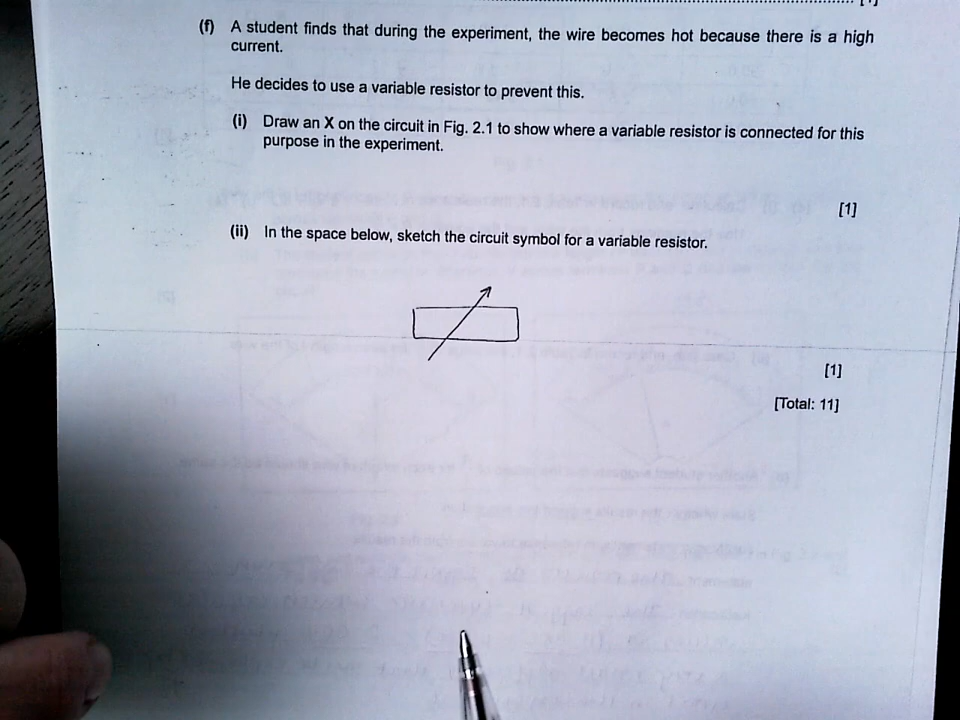 [1]
(f) A student finds that during the experiment, the wire becomes hot because there is a high
current.
He decides to use a variable resistor to prevent this.
(i) Draw an X on the circuit in Fig. 2.1 to show where a variable resistor is connected for this
purpose in the experiment.
[1]
(ii) In the space below, sketch the circuit symbol for a variable resistor.
[1]
[Total: 11]